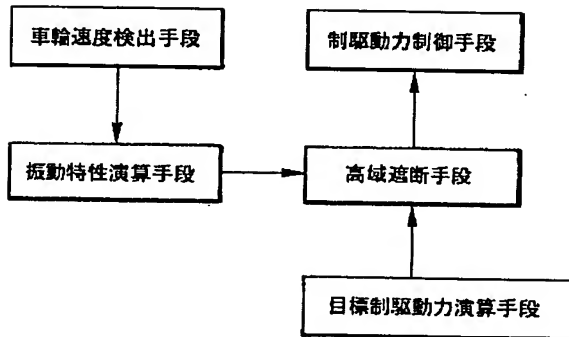 車輪速度検出手段
制駆動力制御手段
振動特性演算手段
高域遮断手段
目標制駆動力演算手段